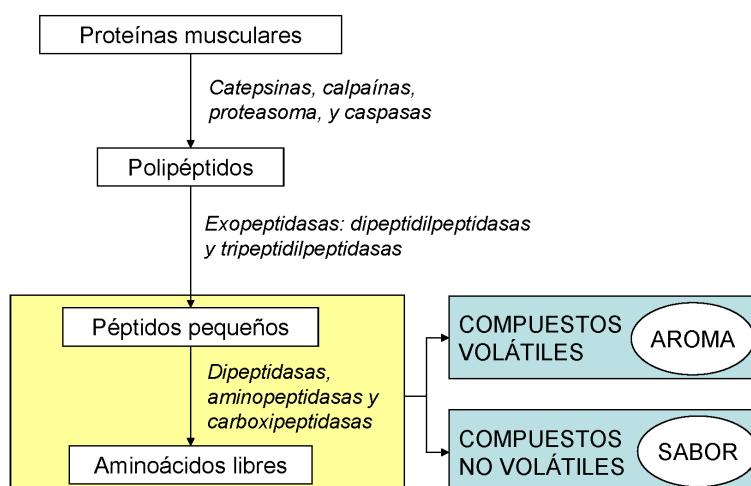 Proteínas musculares
Catepsinas, calpaínas,
proteasoma, y caspasas
Polipéptidos
Exopeptidasas: dipeptidilpeptidasas
y tripeptidilpeptidasas
Péptidos pequeños
Dipeptidasas,
aminopeptidasas y
carboxipeptidasas
Aminoácidos libres
COMPUESTOS
VOLÁTILES
AROMA
COMPUESTOS
NO VOLÁTILES
SABOR